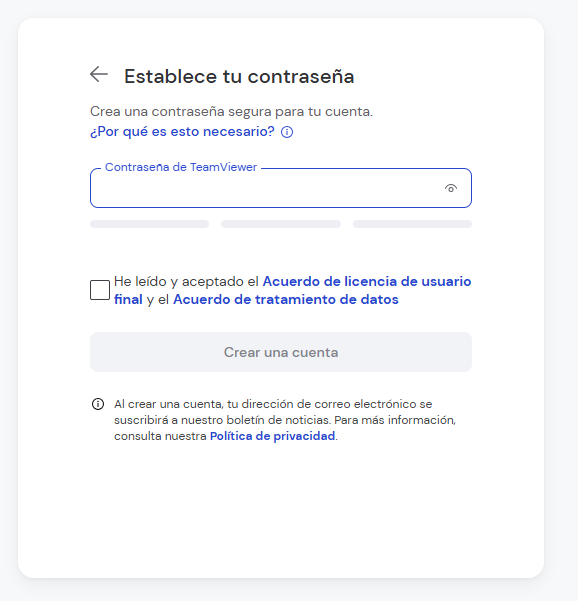 Establece tu contraseña
Crea una contraseña segura para tu cuenta.
¿Por qué es esto necesario?
Contraseña de TeamViewer
He leído y aceptado el Acuerdo de licencia de usuario
final y el Acuerdo de tratamiento de datos
Crear una cuenta
Al crear una cuenta, tu dirección de correo electrónico se
suscribirá a nuestro boletín de noticias. Para más información,
consulta nuestra Política de privacidad.